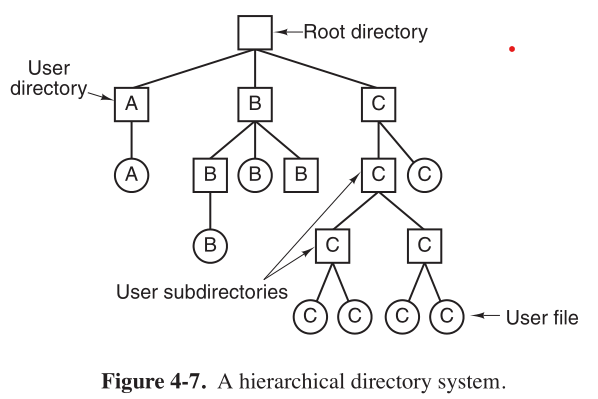 Root directory
User
directory
A
B
C
A
B
B
B
C
C
B
C
C
User subdirectories
C
C
C
C
User file
Figure 4-7. A hierarchical directory system.